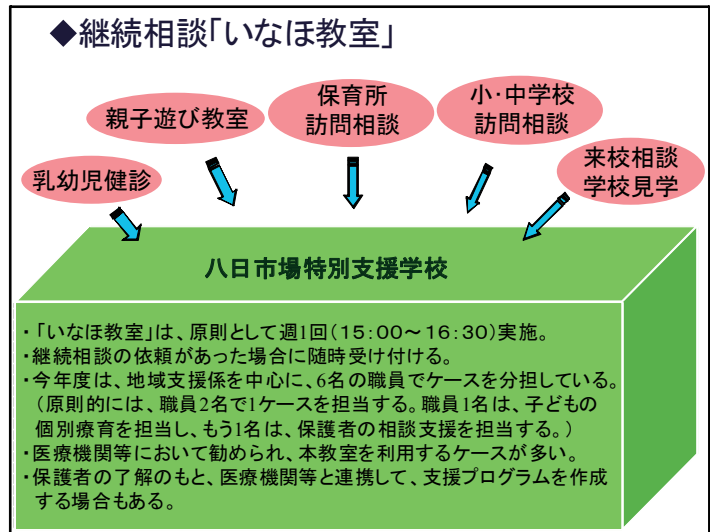 ◆継続相談「いなほ教室」
乳幼児健診
親子遊び教室
保育所
訪問相談
小・中学校
訪問相談
来校相談
学校見学
八日市場特別支援学校
・「いなほ教室」は、原則として週1回(15:00～16:30)実施。
・継続相談の依頼があった場合に随時受け付ける。
・今年度は、地域支援係を中心に、6名の職員でケースを分担している。
(原則的には、職員2名で1ケースを担当する。職員1名は、子どもの
個別療育を担当し、もう1名は、保護者の相談支援を担当する。)
・医療機関等において勧められ、本教室を利用するケースが多い。
・保護者の了解のもと、医療機関等と連携して、支援プログラムを作成
する場合もある。